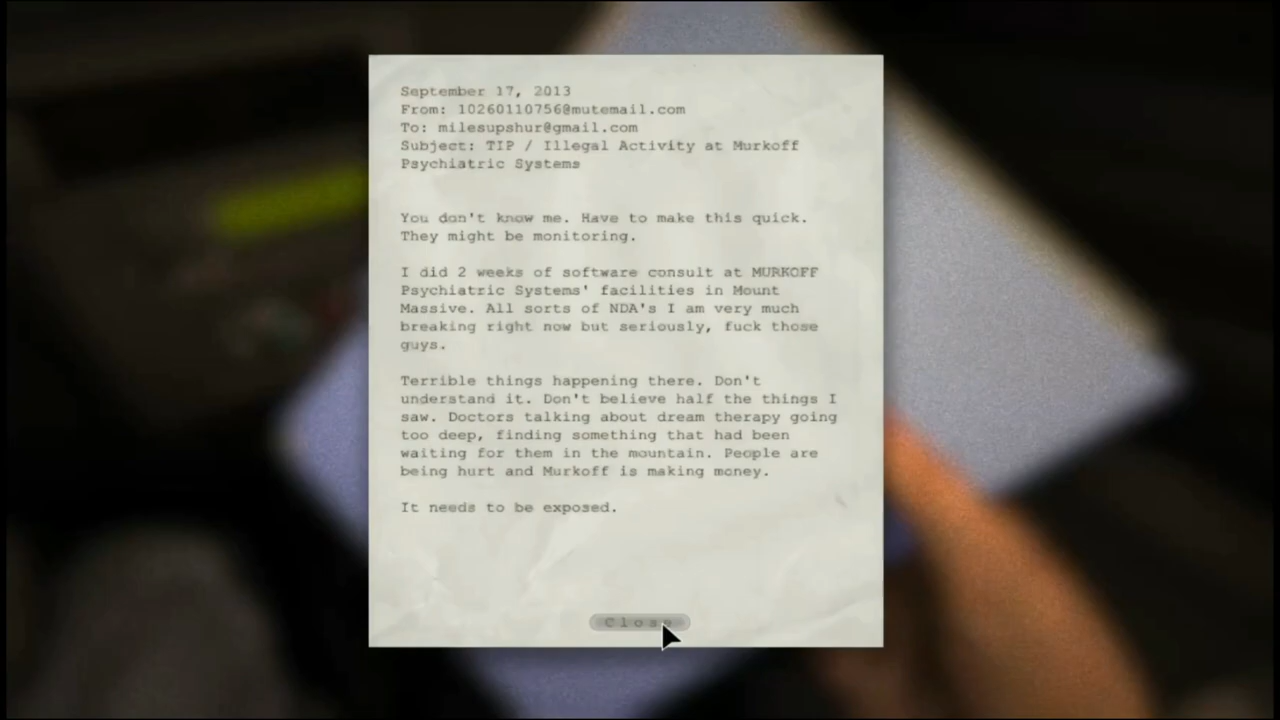 September 17, 2013
From: 10260110756@mutemail.com
To: milesupshur@gmail.com
Subject: TIP / Illegal Activity at Murkoff
Psychiatric Systems
You don't know me. Have to make this quick.
They might be monitoring.
I did 2 weeks of software consult at MURKOFF
Psychiatric Systems' facilities in Mount
Massive. All sorts of NDA's I am very much
breaking right now but seriously, fuck those
guys.
Terrible things happening there. Don't
understand it. Don't believe half the things I
saw. Doctors talking about dream therapy going
too deep, finding something that had been
waiting for them in the mountain. People are
being hurt and Murkoff is making money.
It needs to be exposed.
Close